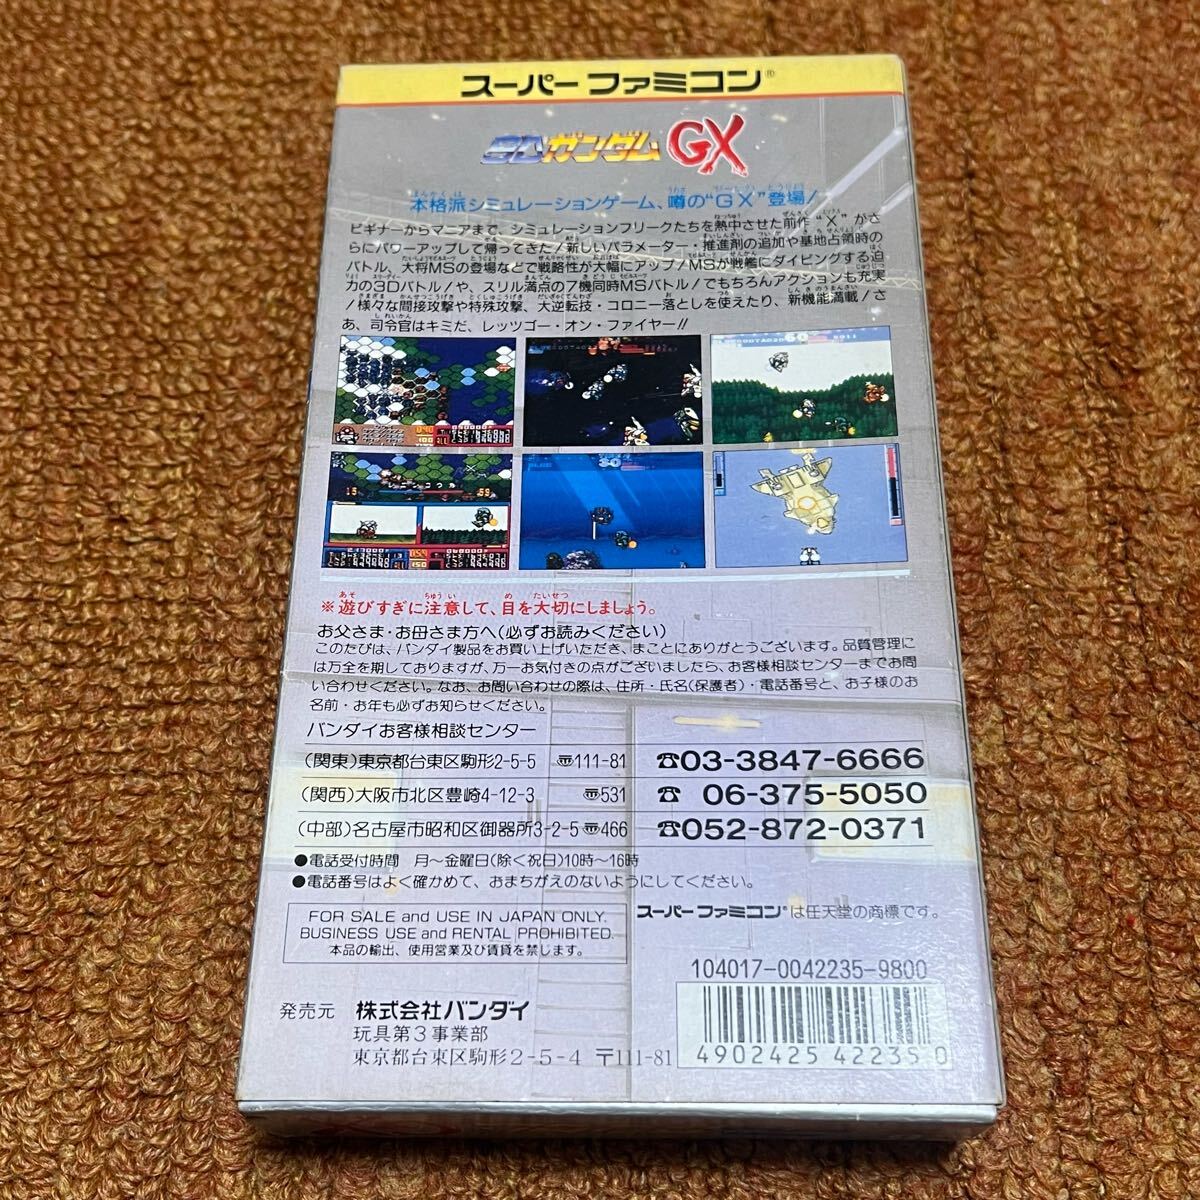 スーパーファミコン®
SDガンダムGX
本格派シミュレーションゲーム、噂の"GX"登場!
ビギナーからマニアまで、シミュレーションフリークたちを熱中させた前作"X"がさ
らにパワーアップして帰ってきた!新しいパラメーター・推進剤の追加や基地占領時の
バトル、大将MSの登場などで戦略性が大幅にアップ!MSが戦艦にダイビングする迫
力の3Dバトル!や、スリル満点の7機同時MSバトル!でもちろんアクションも充実
!様々な間接攻撃や特殊攻撃、大逆転技・コロニー落としを使えたり、新機能満載!さ
あ、司令官はキミだ、レッツゴー・オン・ファイヤー!!
※遊びすぎに注意して、目を大切にしましょう。
お父さま・お母さま方へ(必ずお読みください)
このたびは、バンダイ製品をお買い上げいただき、まことにありがとうございます。品質管理に
は万全を期しておりますが、万一お気付きの点がございましたら、お客様相談センターまでお問
い合わせください。なお、お問い合わせの際は、住所・氏名(保護者)・電話番号と、お子様のお
名前・お年も必ずお知らせください。
バンダイお客様相談センター
(関東)東京都台東区駒形2-5-5 〠111-81 ☎03-3847-6666
(関西)大阪市北区豊崎4-12-3 〠531 ☎06-375-5050
(中部)名古屋市昭和区御器所3-2-5 〠466 ☎052-872-0371
●電話受付時間 月~金曜日(除く祝日)10時~16時
●電話番号はよく確かめて、おまちがえのないようにしてください。
FOR SALE and USE IN JAPAN ONLY.
BUSINESS USE and RENTAL PROHIBITED.
本品の輸出、使用営業及び賃貸を禁じます。
スーパーファミコン®は任天堂の商標です。
104017-0042235-9800
発売元 株式会社バンダイ
玩具第3事業部
東京都台東区駒形2-5-4 〒111-81
4902425422350